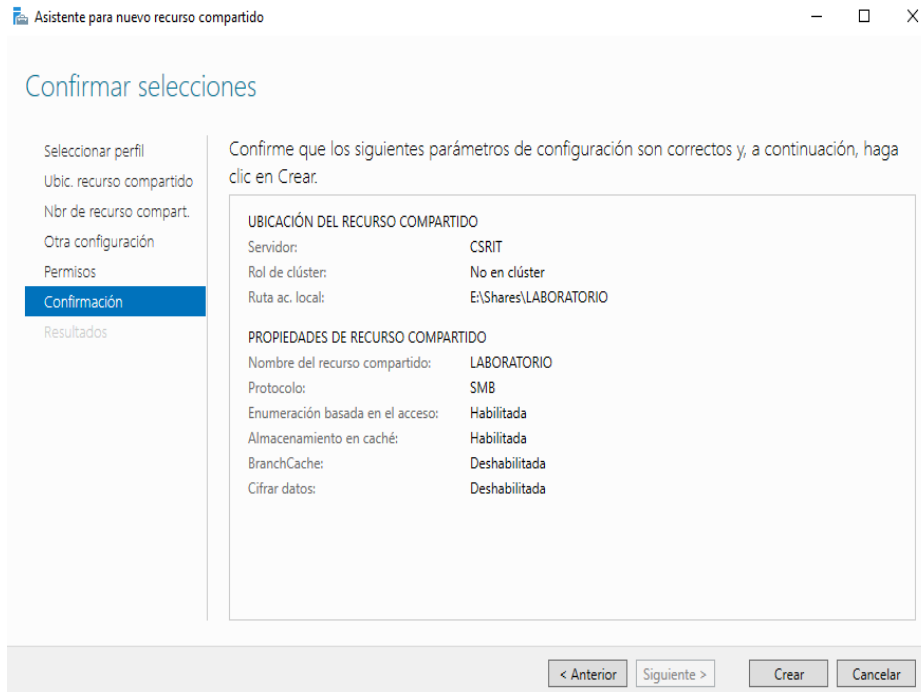 Asistente para nuevo recurso compartido
Confirmar selecciones
Seleccionar perfil
Ubic. recurso compartido
Nbr de recurso compart.
Otra configuración
Permisos
Confirmación
Resultados
Confirme que los siguientes parámetros de configuración son correctos y, a continuación, haga
clic en Crear.
UBICACIÓN DEL RECURSO COMPARTIDO
Servidor: CSRIT
Rol de clúster: No en clúster
Ruta ac. local: E:\Shares\LABORATORIO
PROPIEDADES DE RECURSO COMPARTIDO
Nombre del recurso compartido: LABORATORIO
Protocolo: SMB
Enumeración basada en el acceso: Habilitada
Almacenamiento en caché: Habilitada
BranchCache: Deshabilitada
Cifrar datos: Deshabilitada
< Anterior Siguiente > Crear Cancelar